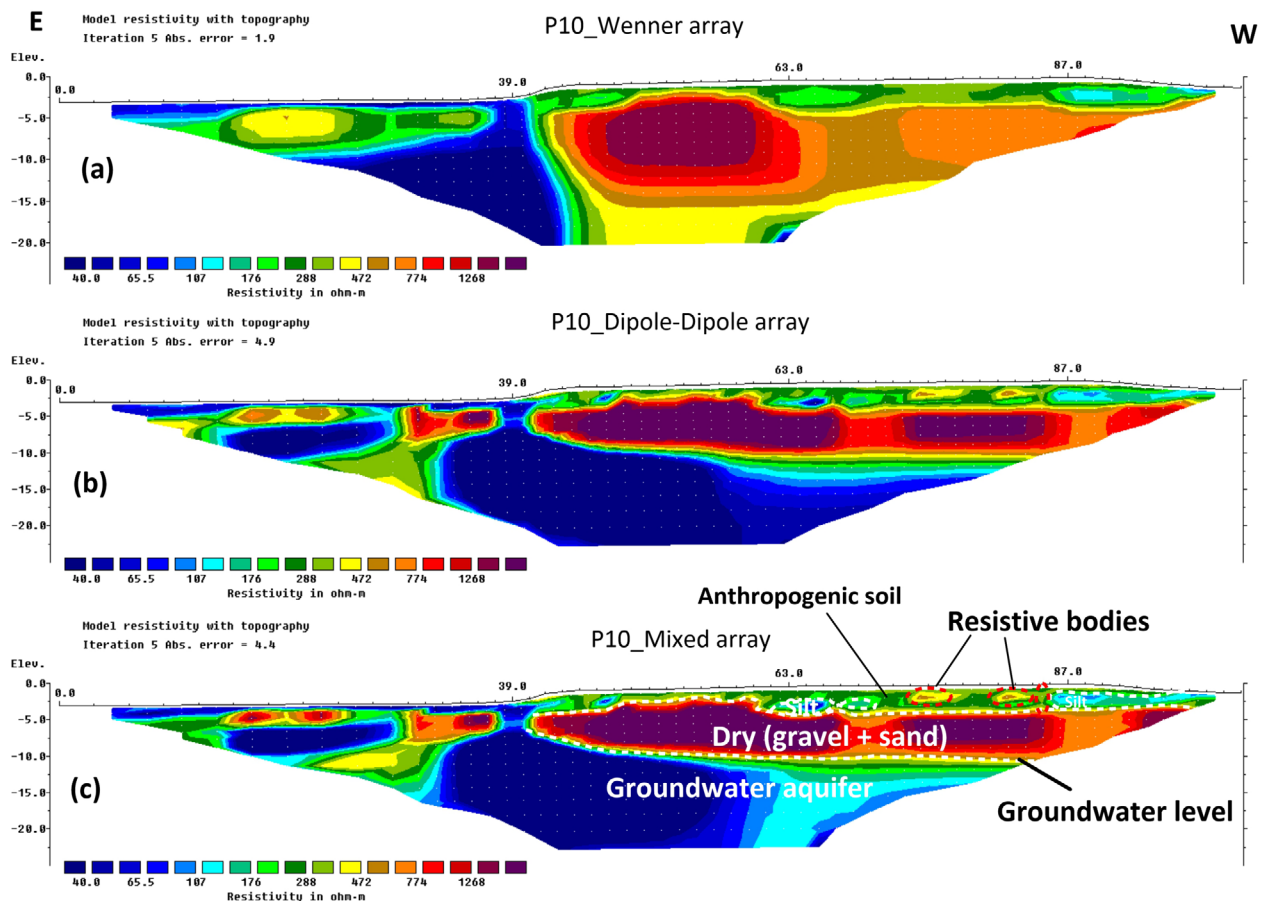 E
Model resistivity with topography
Iteration 5 Abs. error = 1.9
P10_Wenner array
W
Elev.
0.0
-5.0
-10.0
-15.0
-20.0
0.0
39.0
63.0
87.0
(a)
40.0 65.5 107 176 288 472 774 1268
Resistivity in ohm-m
Model resistivity with topography
Iteration 5 Abs. error = 4.9
P10_Dipole-Dipole array
Elev.
0.0
-5.0
-10.0
-15.0
-20.0
0.0
39.0
63.0
87.0
(b)
40.0 65.5 107 176 288 472 774 1268
Resistivity in ohm-m
Model resistivity with topography
Iteration 5 Abs. error = 4.4
P10_Mixed array
Anthropogenic soil
Resistive bodies
Elev.
0.0
-5.0
-10.0
-15.0
-20.0
0.0
39.0
63.0
87.0
Silt
Silt
Dry (gravel + sand)
Groundwater aquifer
Groundwater level
(c)
40.0 65.5 107 176 288 472 774 1268
Resistivity in ohm-m